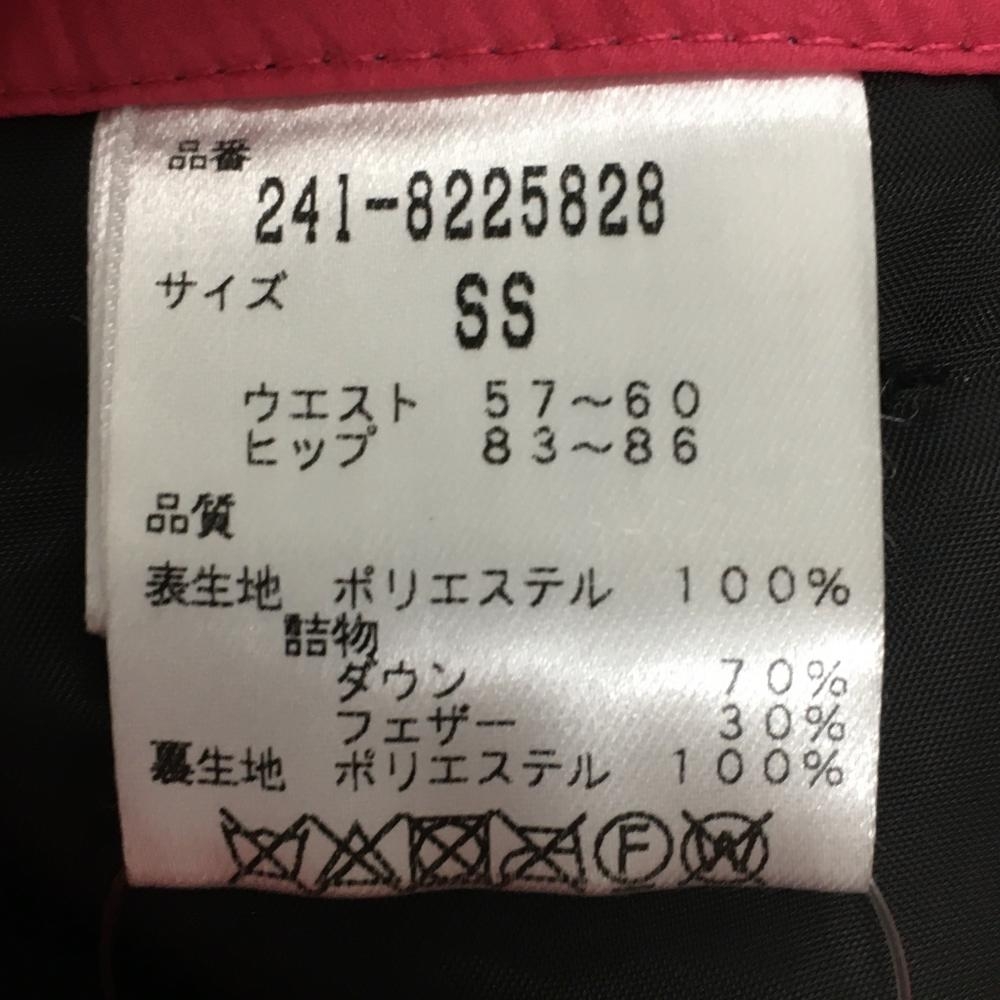 品番
241-8225828
サイズ SS
ウエスト 57〜60
ヒップ 83〜86
品質
表生地 ポリエステル 100%
詰物
ダウン 70%
フェザー 30%
裏生地 ポリエステル 100%
F W